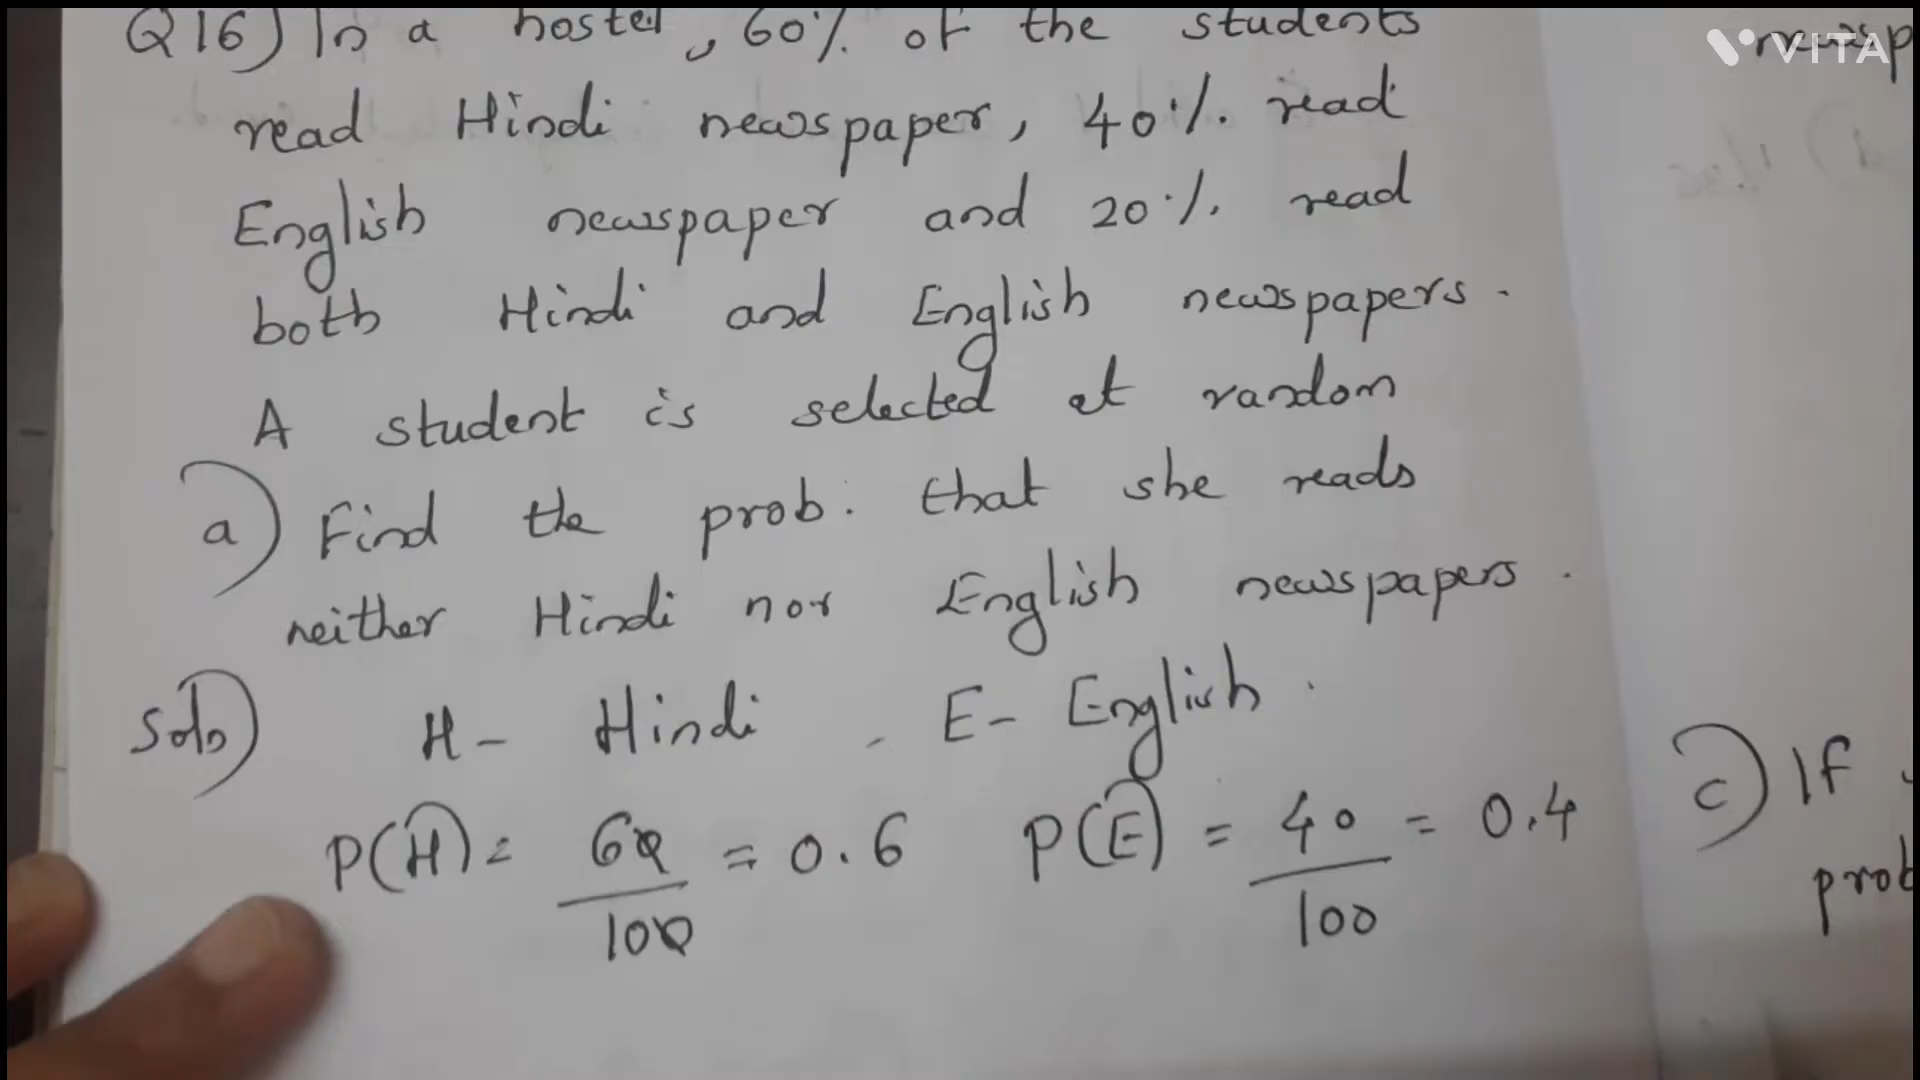 Q16) In a hostel, 60% of the students
read Hindi newspaper, 40% read
English newspaper and 20% read
both Hindi and English newspapers.
A student is selected at random
a) Find the prob. that she reads
neither Hindi nor English newspapers.
Soln) H - Hindi - E - English.
P(H) = 60/100 = 0.6 P(E) = 40/100 = 0.4
newsp
VITA
c) If
prob